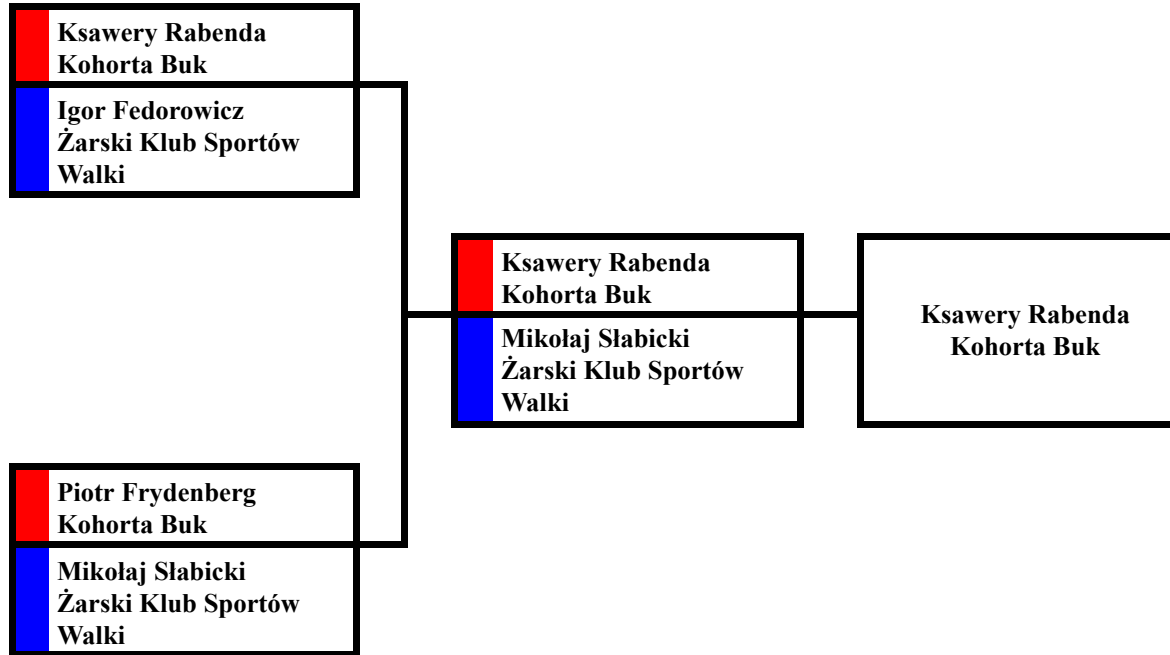 Ksawery Rabenda
Kohorta Buk
Igor Fedorowicz
Żarski Klub Sportów
Walki
Ksawery Rabenda
Kohorta Buk
Mikołaj Słabicki
Żarski Klub Sportów
Walki
Ksawery Rabenda
Kohorta Buk
Piotr Frydenberg
Kohorta Buk
Mikołaj Słabicki
Żarski Klub Sportów
Walki